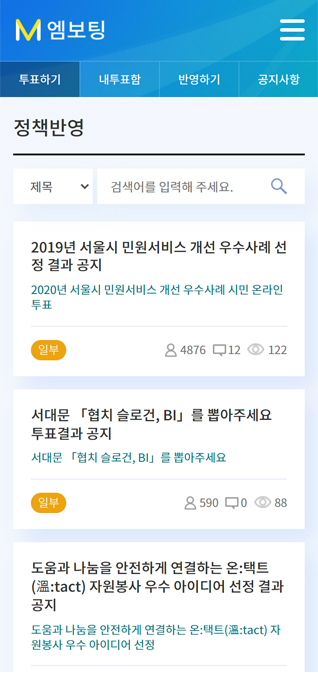 엠보팅
투표하기 내투표함 반영하기 공지사항
정책반영
제목 검색어를 입력해 주세요.
2019년 서울시 민원서비스 개선 우수사례 선
정 결과 공지
2020년 서울시 민원서비스 개선 우수사례 시민 온라인
투표
일부 4876 12 122
서대문 「협치 슬로건, BI」를 뽑아주세요
투표결과 공지
서대문 「협치 슬로건, BI」를 뽑아주세요
일부 590 0 88
도움과 나눔을 안전하게 연결하는 온:택트
(溫:tact) 자원봉사 우수 아이디어 선정 결과
공지
도움과 나눔을 안전하게 연결하는 온:택트(溫:tact) 자
원봉사 우수 아이디어 선정